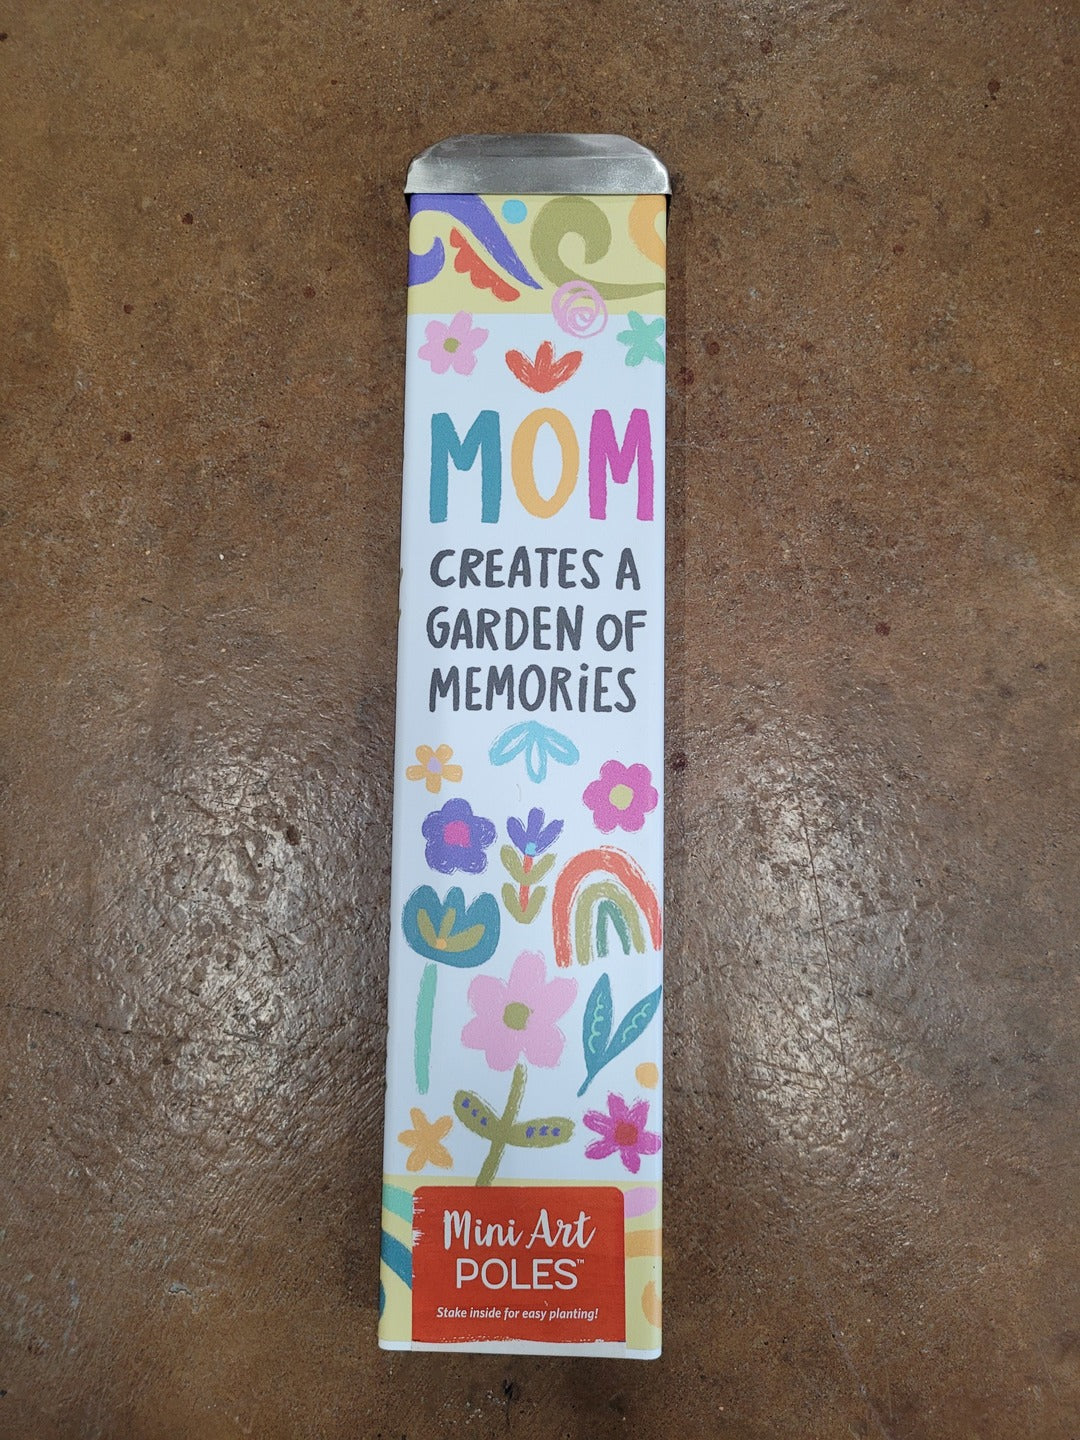 MOM
CREATES A
GARDEN OF
MEMORiES
Mini Art
POLES™
Stake inside for easy planting!